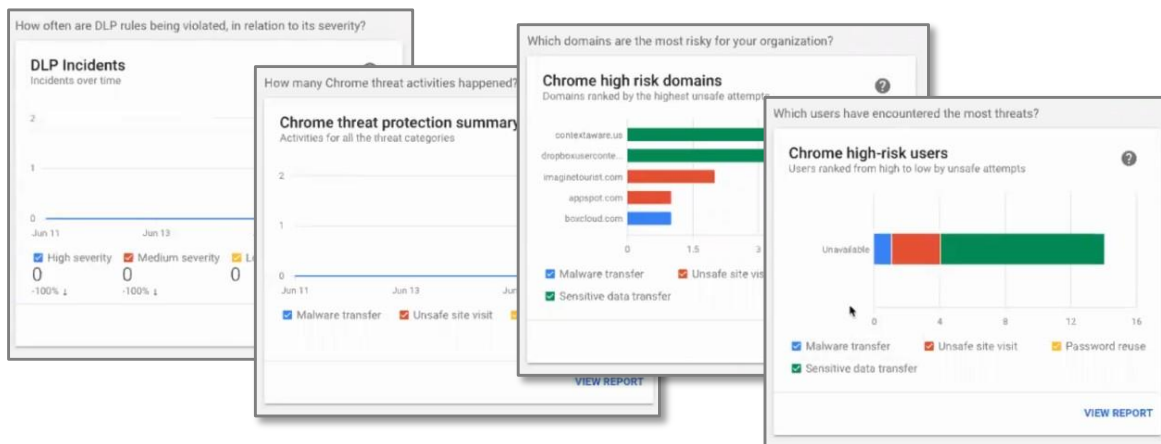 How often are DLP rules being violated, in relation to its severity?
DLP Incidents
Incidents over time
2
1
0
Jun 11 Jun 13
High severity Medium severity
0 0 0
-100% ↓ -100% ↓
How many Chrome threat activities happened?
Chrome threat protection summary
Activities for all the threat categories
2
1
0
Jun 11 Jun 13 Jun
Malware transfer Unsafe site visit
VIEW REPORT
Which domains are the most risky for your organization?
Chrome high risk domains
?
Domains ranked by the highest unsafe attempts
contextaware.us
dropboxuserconte...
imaginetourist.com
appspot.com
boxcloud.com
0 1.5 3
Malware transfer Unsafe site vis
Sensitive data transfer
Which users have encountered the most threats?
Chrome high-risk users
?
Users ranked from high to low by unsafe attempts
Unavailable
0 4 8 12 16
Malware transfer Unsafe site visit Password reuse
Sensitive data transfer
VIEW REPORT